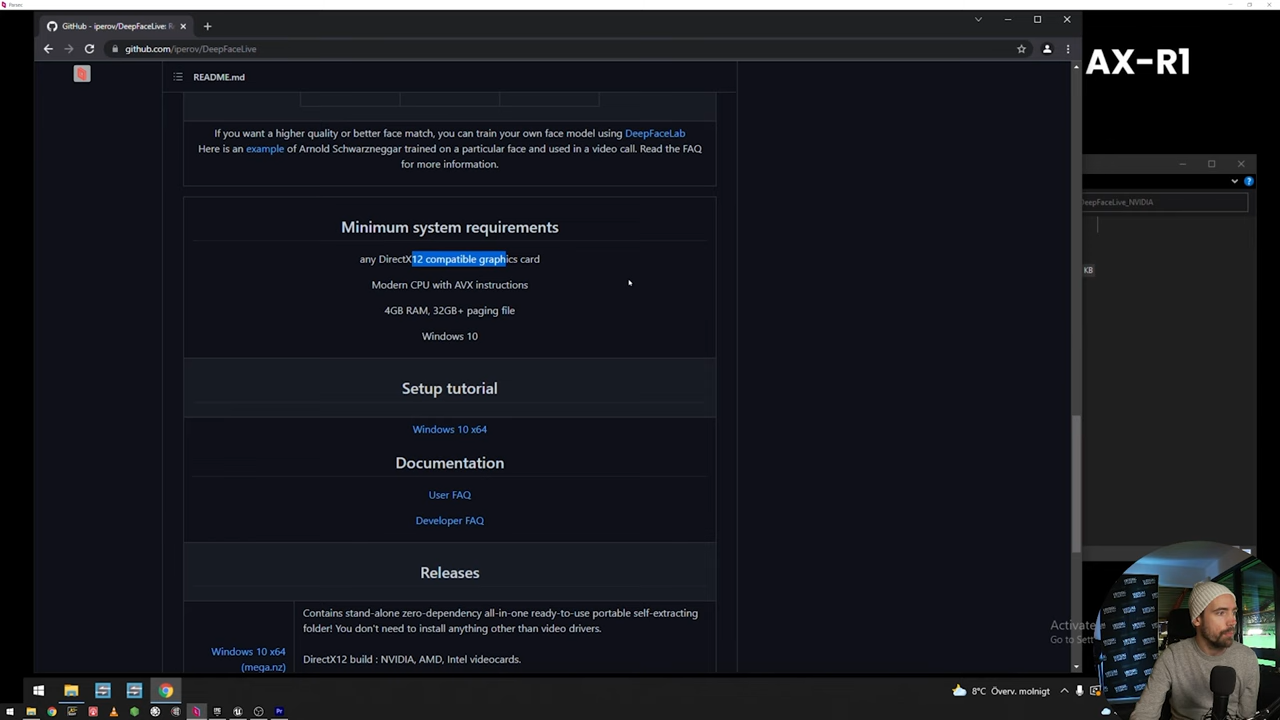 Parsec
GitHub - iperov/DeepFaceLive: R
github.com/iperov/DeepFaceLive
AX-R1
README.md
If you want a higher quality or better face match, you can train your own face model using DeepFaceLab
Here is an example of Arnold Schwarzneggar trained on a particular face and used in a video call. Read the FAQ
for more information.
Minimum system requirements
any DirectX12 compatible graphics card
Modern CPU with AVX instructions
4GB RAM, 32GB+ paging file
Windows 10
Setup tutorial
Windows 10 x64
Documentation
User FAQ
Developer FAQ
Releases
Contains stand-alone zero-dependency all-in-one ready-to-use portable self-extracting
folder! You don't need to install anything other than video drivers.
Windows 10 x64
(mega.nz)
DirectX12 build : NVIDIA, AMD, Intel videocards.
DeepFaceLive_NVIDIA
KB
Activate
Go to Sett
8°C Överv. molnigt